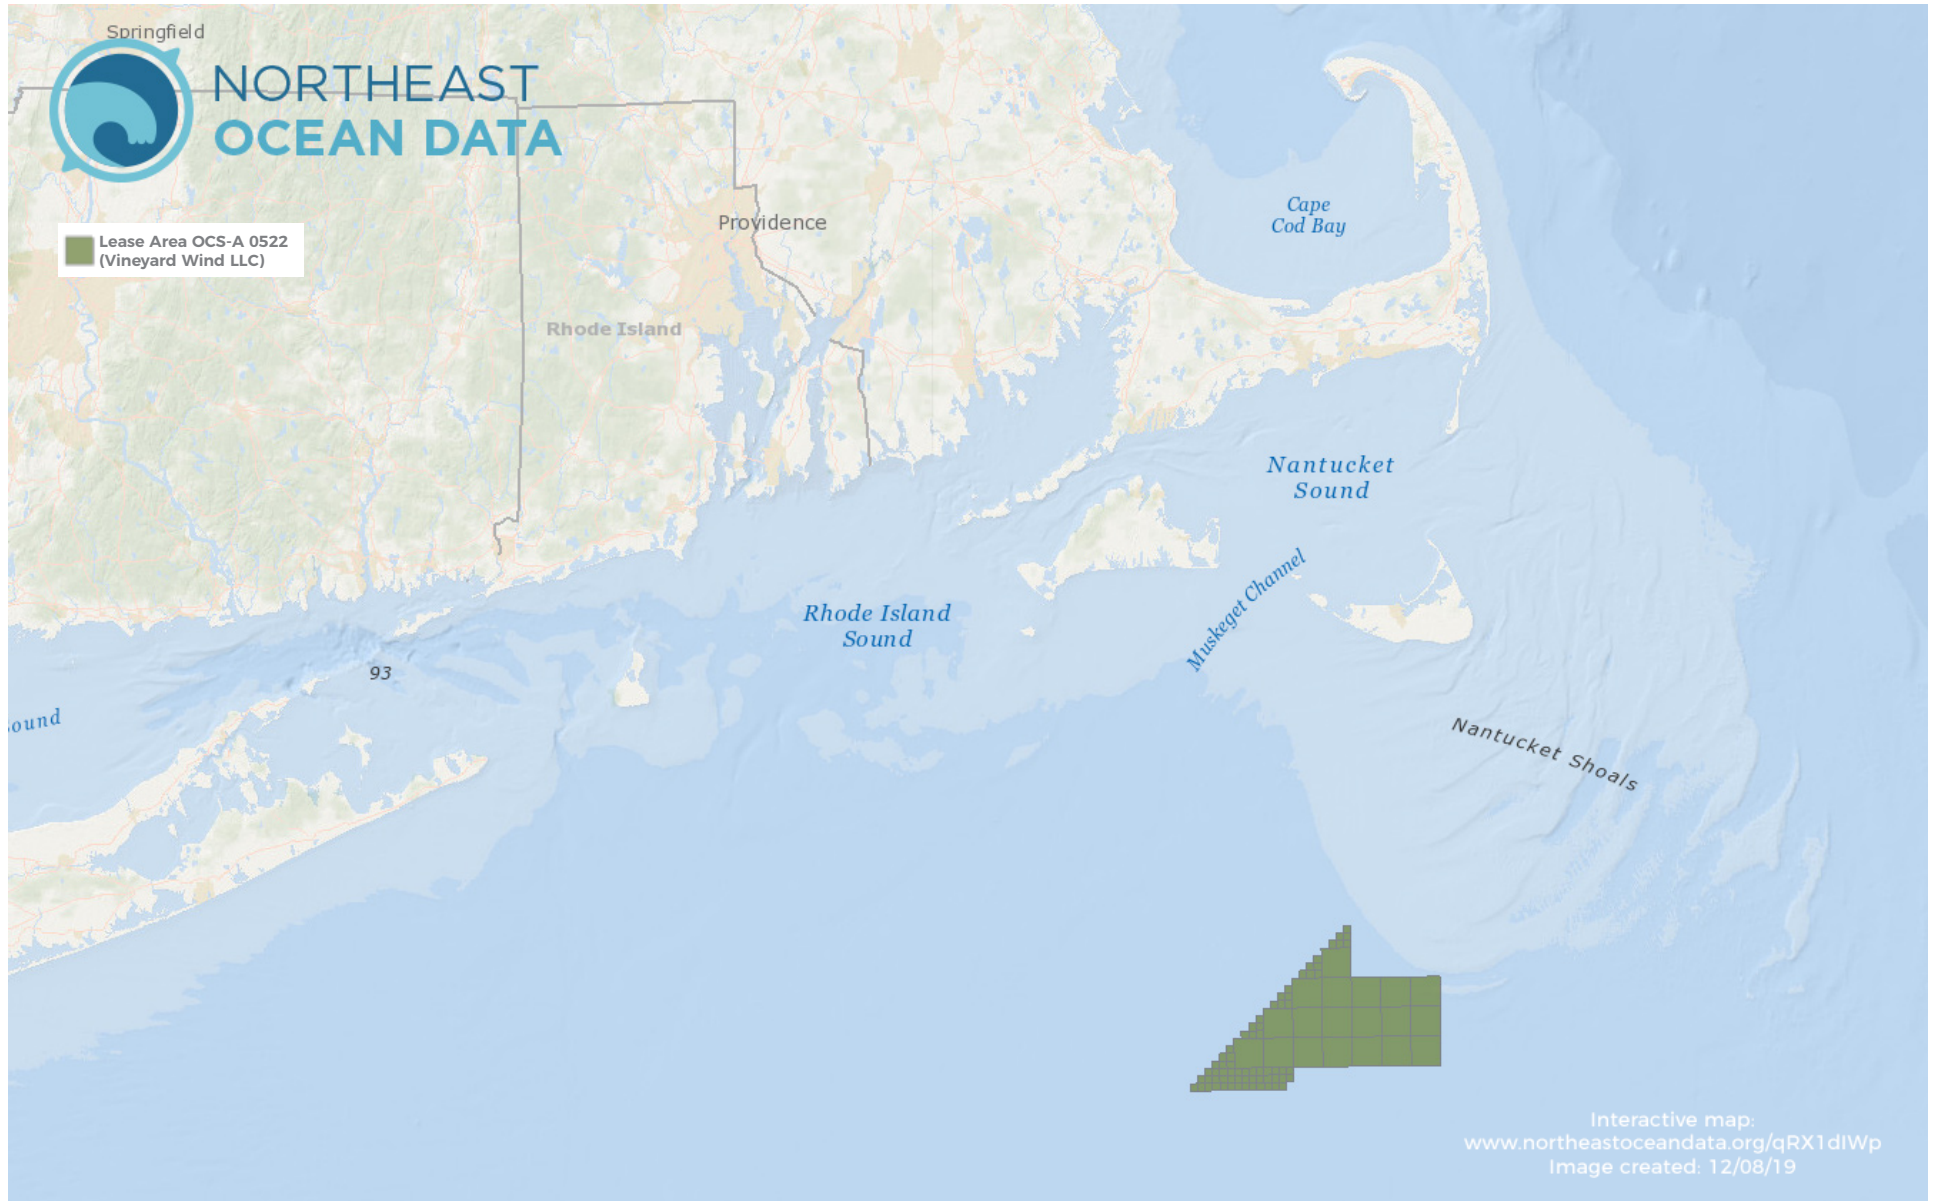 Springfield
NORTHEAST
OCEAN DATA
Lease Area OCS-A 0522
(Vineyard Wind LLC)
Providence
Cape
Cod Bay
Rhode Island
Nantucket
Sound
Muskeget Channel
Rhode Island
Sound
93
ound
Nantucket Shoals
Interactive map:
www.northeastoceandata.org/qRX1dIWp
Image created: 12/08/19